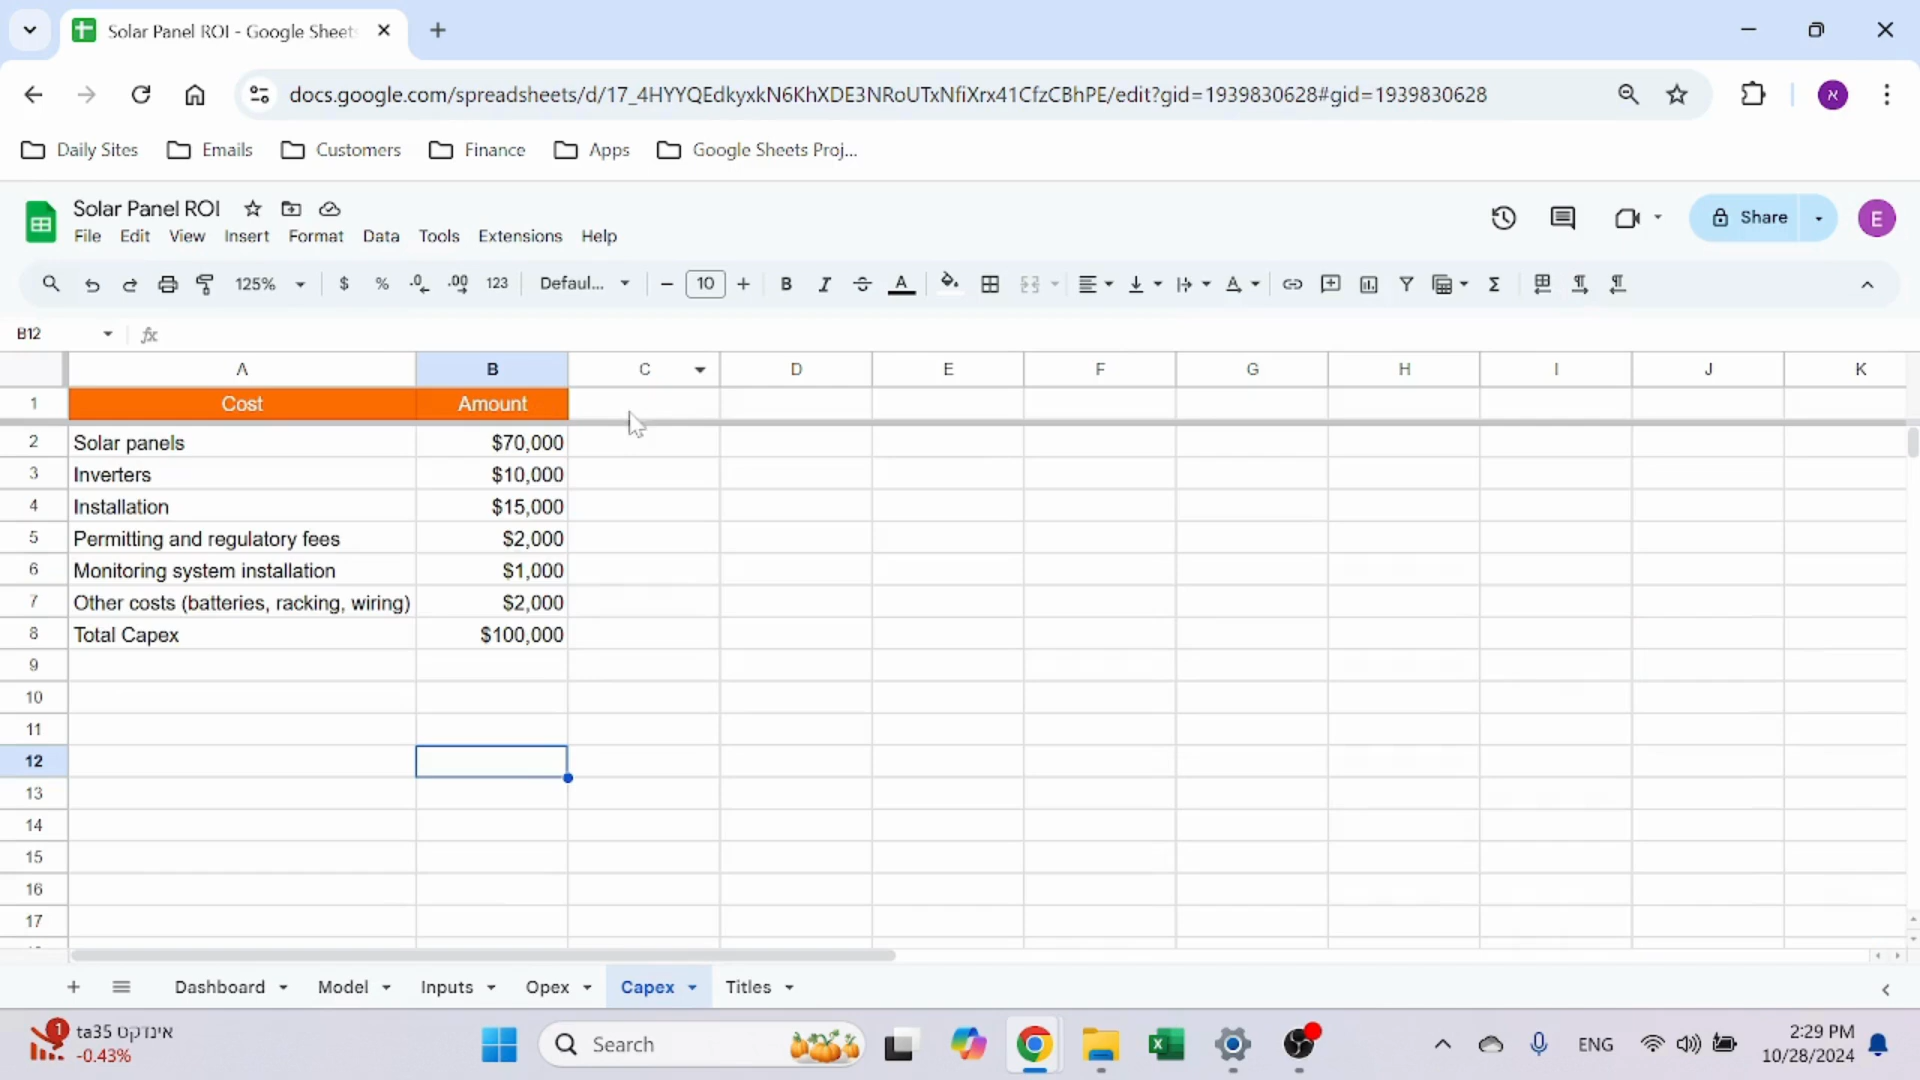 Solar Panel ROI - Google Sheet
docs.google.com/spreadsheets/d/17_4HYYQEdkyxkN6KhXDE3NRoUTxNfiXrx41CfzCBhPE/edit?gid=1939830628#gid=1939830628
א
Daily Sites Emails Customers Finance Apps Google Sheets Proj...
Solar Panel ROI
Share
E
File Edit View Insert Format Data Tools Extensions Help
125% $ % .0 .00 123 Defaul... 10 B I A
B12 fx
A B C D E F G H I J K
1 Cost Amount
2 Solar panels $70,000
3 Inverters $10,000
4 Installation $15,000
5 Permitting and regulatory fees $2,000
6 Monitoring system installation $1,000
7 Other costs (batteries, racking, wiring) $2,000
8 Total Capex $100,000
9
10
11
12
13
14
15
16
17
Dashboard Model Inputs Opex Capex Titles
1 אינדקס ta35
-0.43%
Search
ENG
2:29 PM
10/28/2024